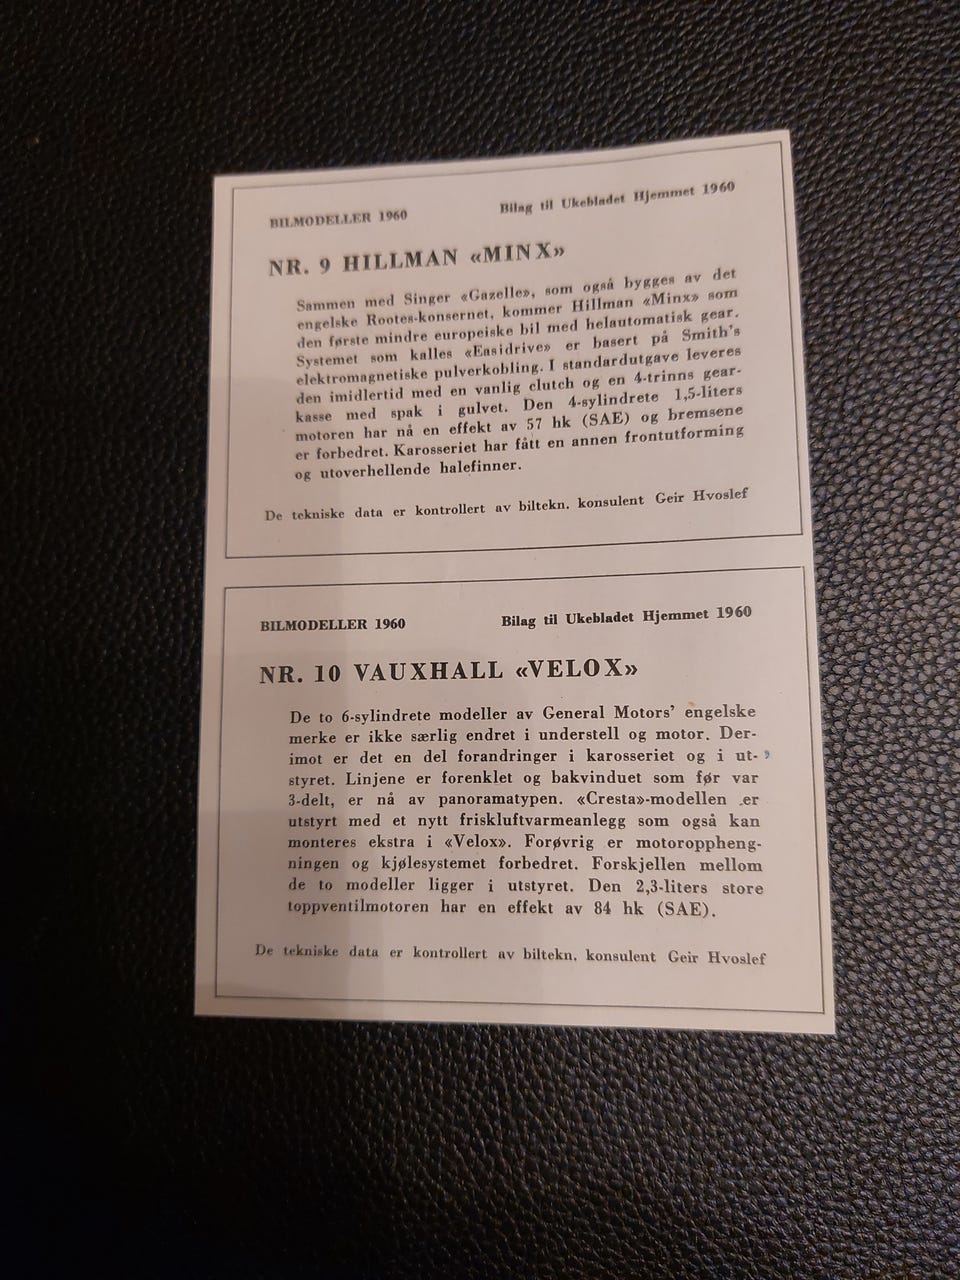 BILMODELLER 1960 Bilag til Ukebladet Hjemmet 1960
NR. 9 HILLMAN «MINX»
Sammen med Singer «Gazelle», som også bygges av det
engelske Rootes-konsernet, kommer Hillman «Minx» som
den første mindre europeiske bil med helautomatisk gear.
Systemet som kalles «Easidrive» er basert på Smith's
elektromagnetiske pulverkobling. I standardutgave leveres
den imidlertid med en vanlig clutch og en 4-trinns gear-
kasse med spak i gulvet. Den 4-sylindrete 1,5-liters
motoren har nå en effekt av 57 hk (SAE) og bremsene
er forbedret. Karosseriet har fått en annen frontutforming
og utoverhellende halefinner.
De tekniske data er kontrollert av biltekn. konsulent Geir Hvoslef
BILMODELLER 1960 Bilag til Ukebladet Hjemmet 1960
NR. 10 VAUXHALL «VELOX»
De to 6-sylindrete modeller av General Motors' engelske
merke er ikke særlig endret i understell og motor. Der-
imot er det en del forandringer i karosseriet og i ut-
styret. Linjene er forenklet og bakvinduet som før var
3-delt, er nå av panoramatypen. «Cresta»-modellen er
utstyrt med et nytt friskluftvarmeanlegg som også kan
monteres ekstra i «Velox». Forøvrig er motoroppheng-
ningen og kjølesystemet forbedret. Forskjellen mellom
de to modeller ligger i utstyret. Den 2,3-liters store
toppventilmotoren har en effekt av 84 hk (SAE).
De tekniske data er kontrollert av biltekn. konsulent Geir Hvoslef